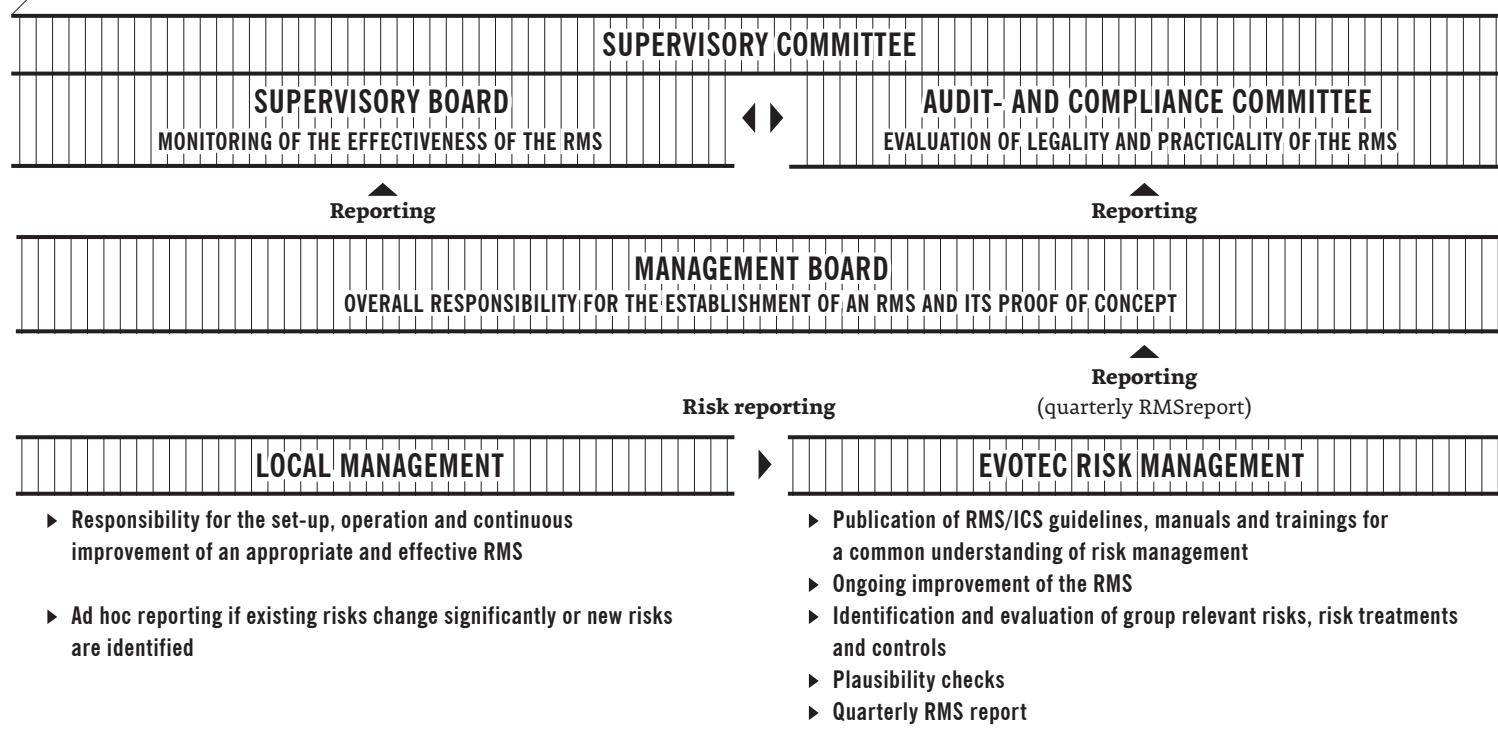 SUPERVISORY COMMITTEE
SUPERVISORY BOARD
MONITORING OF THE EFFECTIVENESS OF THE RMS
AUDIT- AND COMPLIANCE COMMITTEE
EVALUATION OF LEGALITY AND PRACTICALITY OF THE RMS
Reporting
Reporting
MANAGEMENT BOARD
OVERALL RESPONSIBILITY FOR THE ESTABLISHMENT OF AN RMS AND ITS PROOF OF CONCEPT
Reporting
(quarterly RMSreport)
Risk reporting
LOCAL MANAGEMENT
Responsibility for the set-up, operation and continuous
improvement of an appropriate and effective RMS
Ad hoc reporting if existing risks change significantly or new risks
are identified
EVOTEC RISK MANAGEMENT
Publication of RMS/ICS guidelines, manuals and trainings for
a common understanding of risk management
Ongoing improvement of the RMS
Identification and evaluation of group relevant risks, risk treatments
and controls
Plausibility checks
Quarterly RMS report